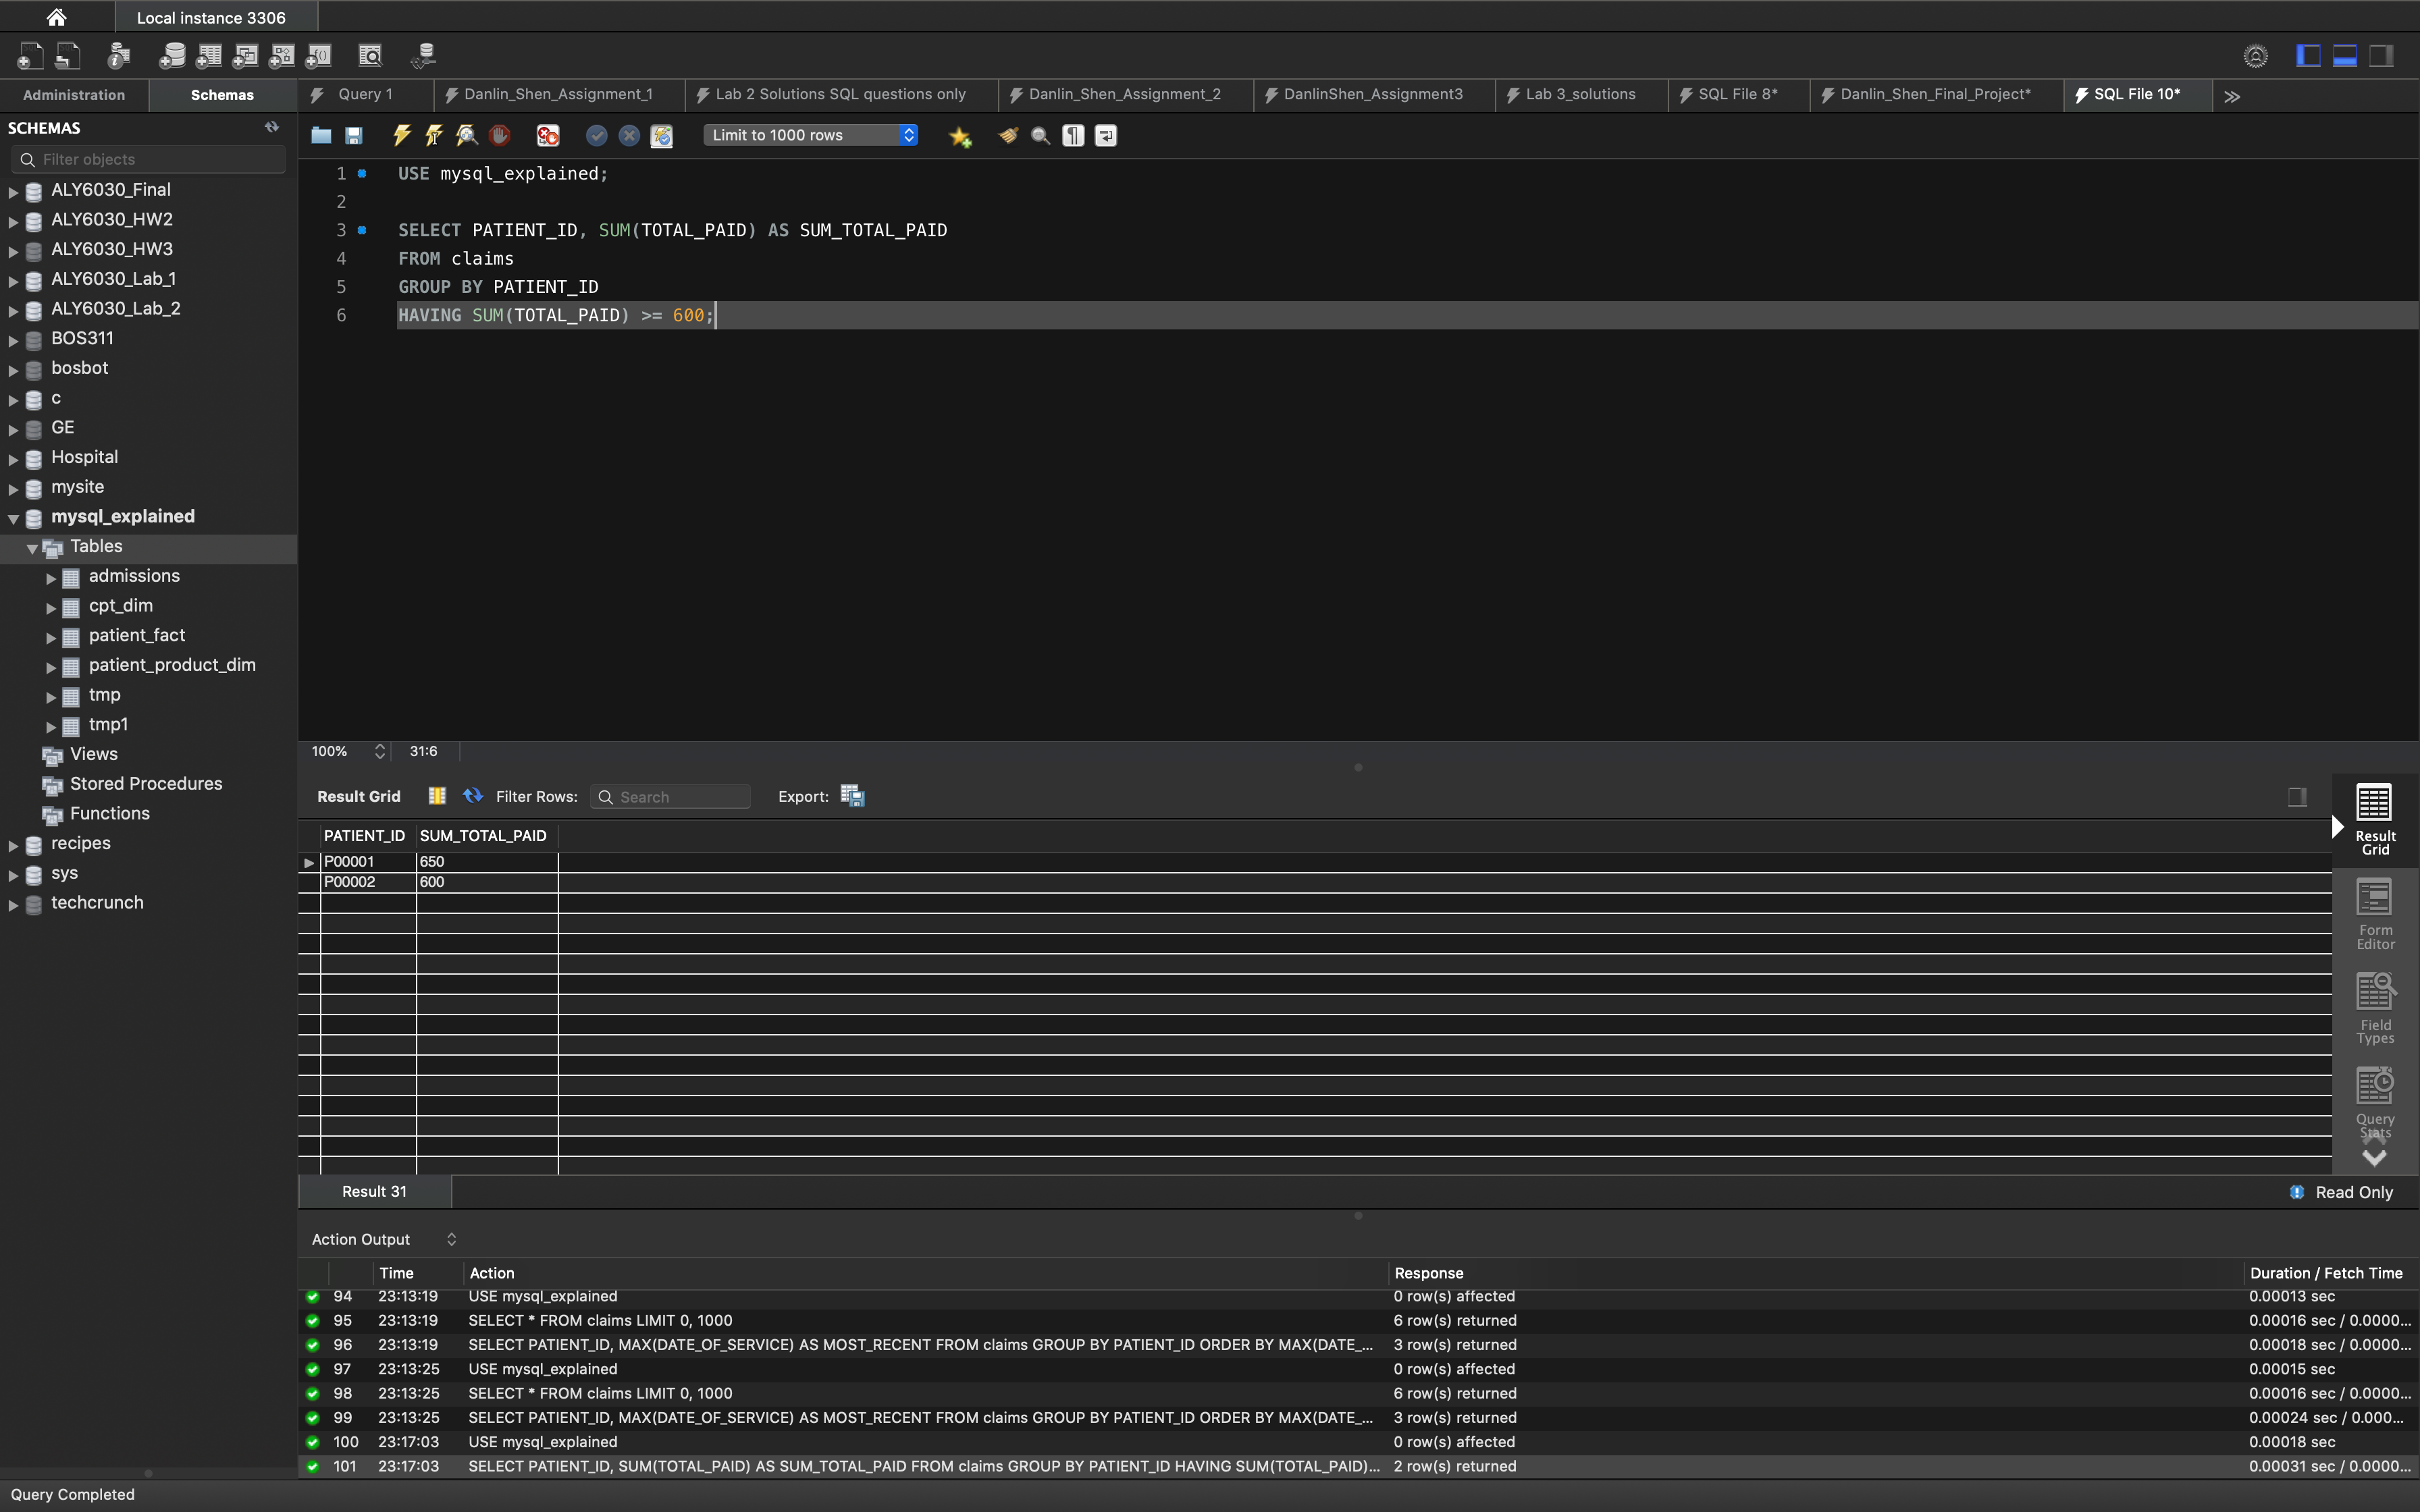 Local instance 3306
Administration
Schemas
Query 1
Danlin_Shen_Assignment_1
Lab 2 Solutions SQL questions only
Danlin_Shen_Assignment_2
DanlinShen_Assignment3
Lab 3_solutions
SQL File 8*
Danlin_Shen_Final_Project*
SQL File 10*
SCHEMAS
Filter objects
ALY6030_Final
ALY6030_HW2
ALY6030_HW3
ALY6030_Lab_1
ALY6030_Lab_2
BOS311
bosbot
c
GE
Hospital
mysite
mysql_explained
Tables
admissions
cpt_dim
patient_fact
patient_product_dim
tmp
tmp1
Views
Stored Procedures
Functions
recipes
sys
techcrunch
Limit to 1000 rows
1 USE mysql_explained;
2
3 SELECT PATIENT_ID, SUM(TOTAL_PAID) AS SUM_TOTAL_PAID
4 FROM claims
5 GROUP BY PATIENT_ID
6 HAVING SUM(TOTAL_PAID) >= 600;
100% 31:6
Result Grid Filter Rows: Search Export:
PATIENT_ID SUM_TOTAL_PAID
P00001 650
P00002 600
Result Grid
Form Editor
Field Types
Query Stats
Result 31
Read Only
Action Output
Time Action Response Duration / Fetch Time
94 23:13:19 USE mysql_explained 0 row(s) affected 0.00013 sec
95 23:13:19 SELECT * FROM claims LIMIT 0, 1000 6 row(s) returned 0.00016 sec / 0.0000...
96 23:13:19 SELECT PATIENT_ID, MAX(DATE_OF_SERVICE) AS MOST_RECENT FROM claims GROUP BY PATIENT_ID ORDER BY MAX(DATE_... 3 row(s) returned 0.00018 sec / 0.0000...
97 23:13:25 USE mysql_explained 0 row(s) affected 0.00015 sec
98 23:13:25 SELECT * FROM claims LIMIT 0, 1000 6 row(s) returned 0.00016 sec / 0.0000...
99 23:13:25 SELECT PATIENT_ID, MAX(DATE_OF_SERVICE) AS MOST_RECENT FROM claims GROUP BY PATIENT_ID ORDER BY MAX(DATE_... 3 row(s) returned 0.00024 sec / 0.000...
100 23:17:03 USE mysql_explained 0 row(s) affected 0.00018 sec
101 23:17:03 SELECT PATIENT_ID, SUM(TOTAL_PAID) AS SUM_TOTAL_PAID FROM claims GROUP BY PATIENT_ID HAVING SUM(TOTAL_PAID)... 2 row(s) returned 0.00031 sec / 0.0000...
Query Completed